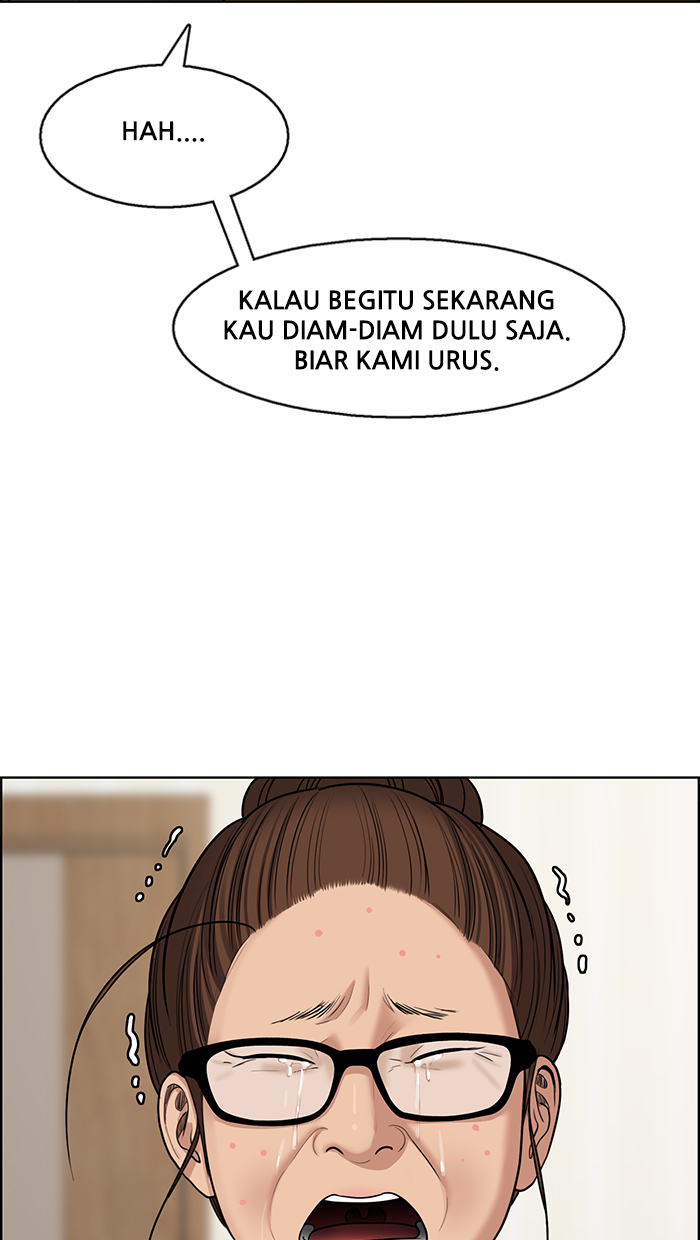 HAH....
KALAU BEGITU SEKARANG
KAU DIAM-DIAM DULU SAJA.
BIAR KAMI URUS.